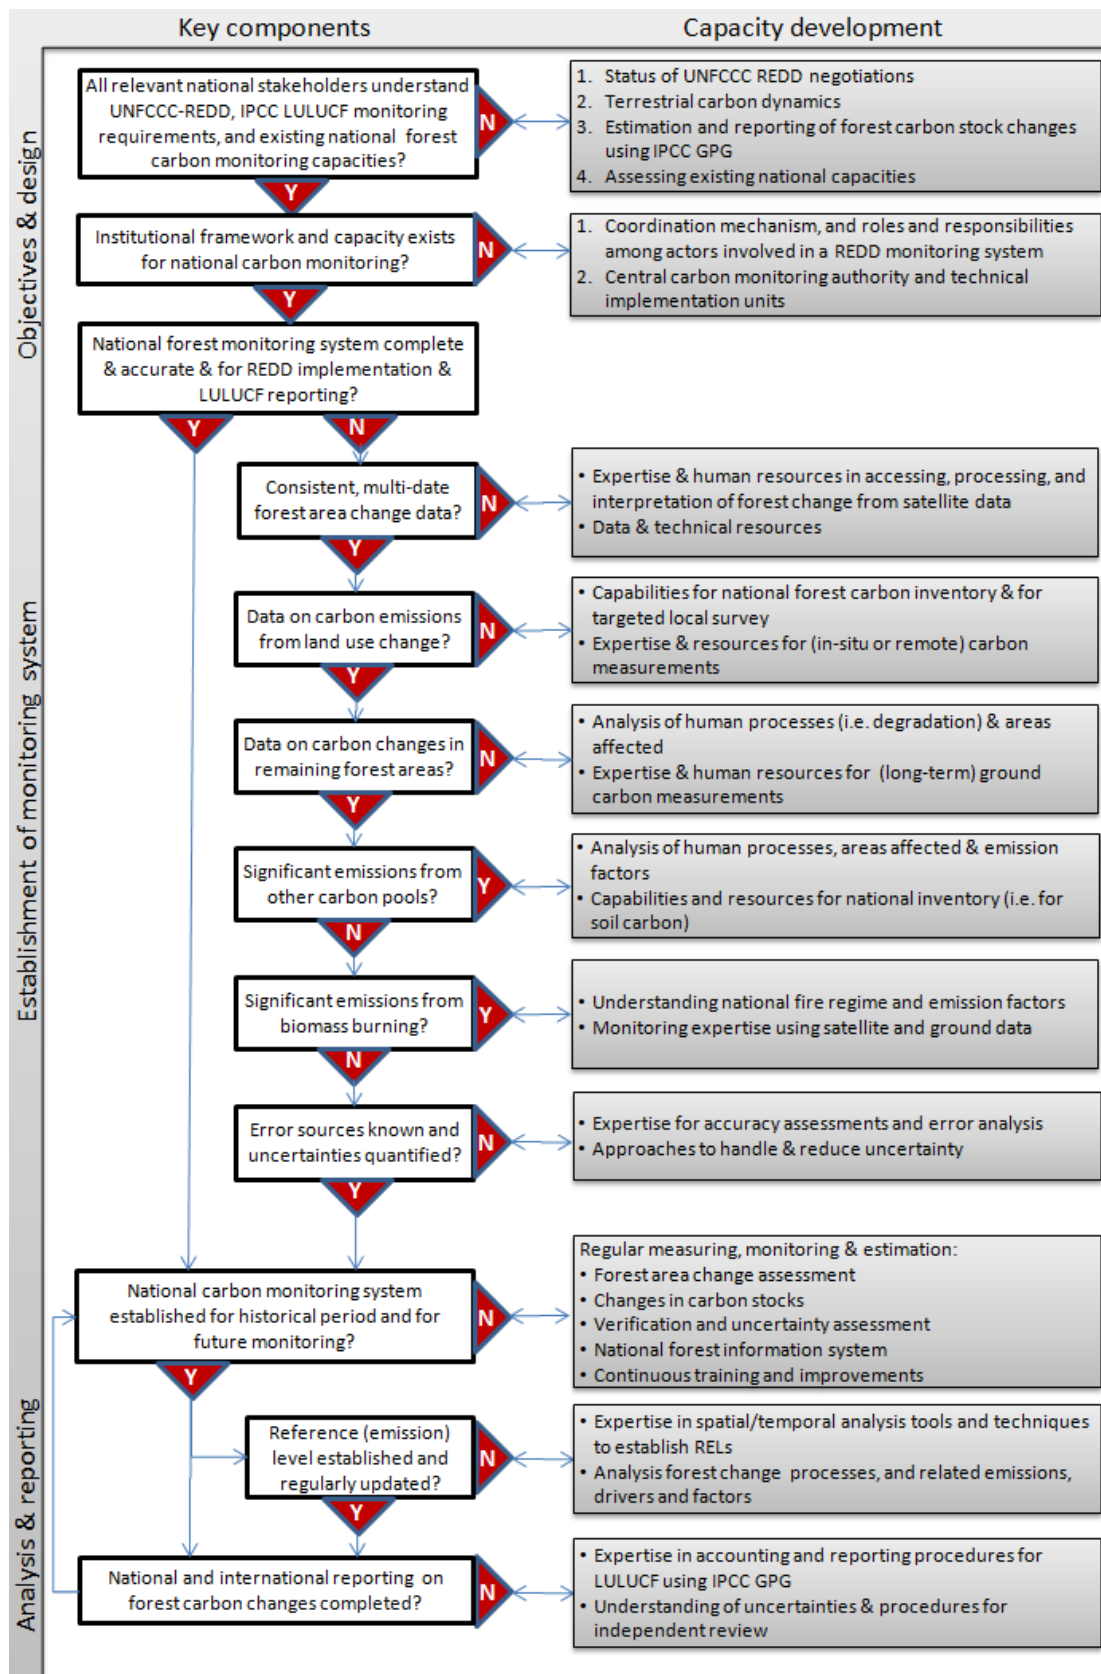 Key components
Capacity development
Objectives & design
All relevant national stakeholders understand
UNFCCC-REDD, IPCC LULUCF monitoring
requirements, and existing national forest
carbon monitoring capacities?
N
1. Status of UNFCCC REDD negotiations
2. Terrestrial carbon dynamics
3. Estimation and reporting of forest carbon stock changes
using IPCC GPG
4. Assessing existing national capacities
Y
Institutional framework and capacity exists
for national carbon monitoring?
N
1. Coordination mechanism, and roles and responsibilities
among actors involved in a REDD monitoring system
2. Central carbon monitoring authority and technical
implementation units
Y
National forest monitoring system complete
& accurate & for REDD implementation &
LULUCF reporting?
Y
N
Establishment of monitoring system
Consistent, multi-date
forest area change data?
N
• Expertise & human resources in accessing, processing, and
interpretation of forest change from satellite data
• Data & technical resources
Y
Data on carbon emissions
from land use change?
N
• Capabilities for national forest carbon inventory & for
targeted local survey
• Expertise & resources for (in-situ or remote) carbon
measurements
Y
Data on carbon changes in
remaining forest areas?
N
• Analysis of human processes (i.e. degradation) & areas
affected
• Expertise & human resources for (long-term) ground
carbon measurements
Y
Significant emissions from
other carbon pools?
Y
• Analysis of human processes, areas affected & emission
factors
• Capabilities and resources for national inventory (i.e. for
soil carbon)
N
Significant emissions from
biomass burning?
Y
• Understanding national fire regime and emission factors
• Monitoring expertise using satellite and ground data
N
Error sources known and
uncertainties quantified?
N
• Expertise for accuracy assessments and error analysis
• Approaches to handle & reduce uncertainty
Y
National carbon monitoring system
established for historical period and for
future monitoring?
N
Regular measuring, monitoring & estimation:
• Forest area change assessment
• Changes in carbon stocks
• Verification and uncertainty assessment
• National forest information system
• Continuous training and improvements
Y
Analysis & reporting
Reference (emission)
level established and
regularly updated?
N
• Expertise in spatial/temporal analysis tools and techniques
to establish RELs
• Analysis forest change processes, and related emissions,
drivers and factors
Y
National and international reporting on
forest carbon changes completed?
N
• Expertise in accounting and reporting procedures for
LULUCF using IPCC GPG
• Understanding of uncertainties & procedures for
independent review